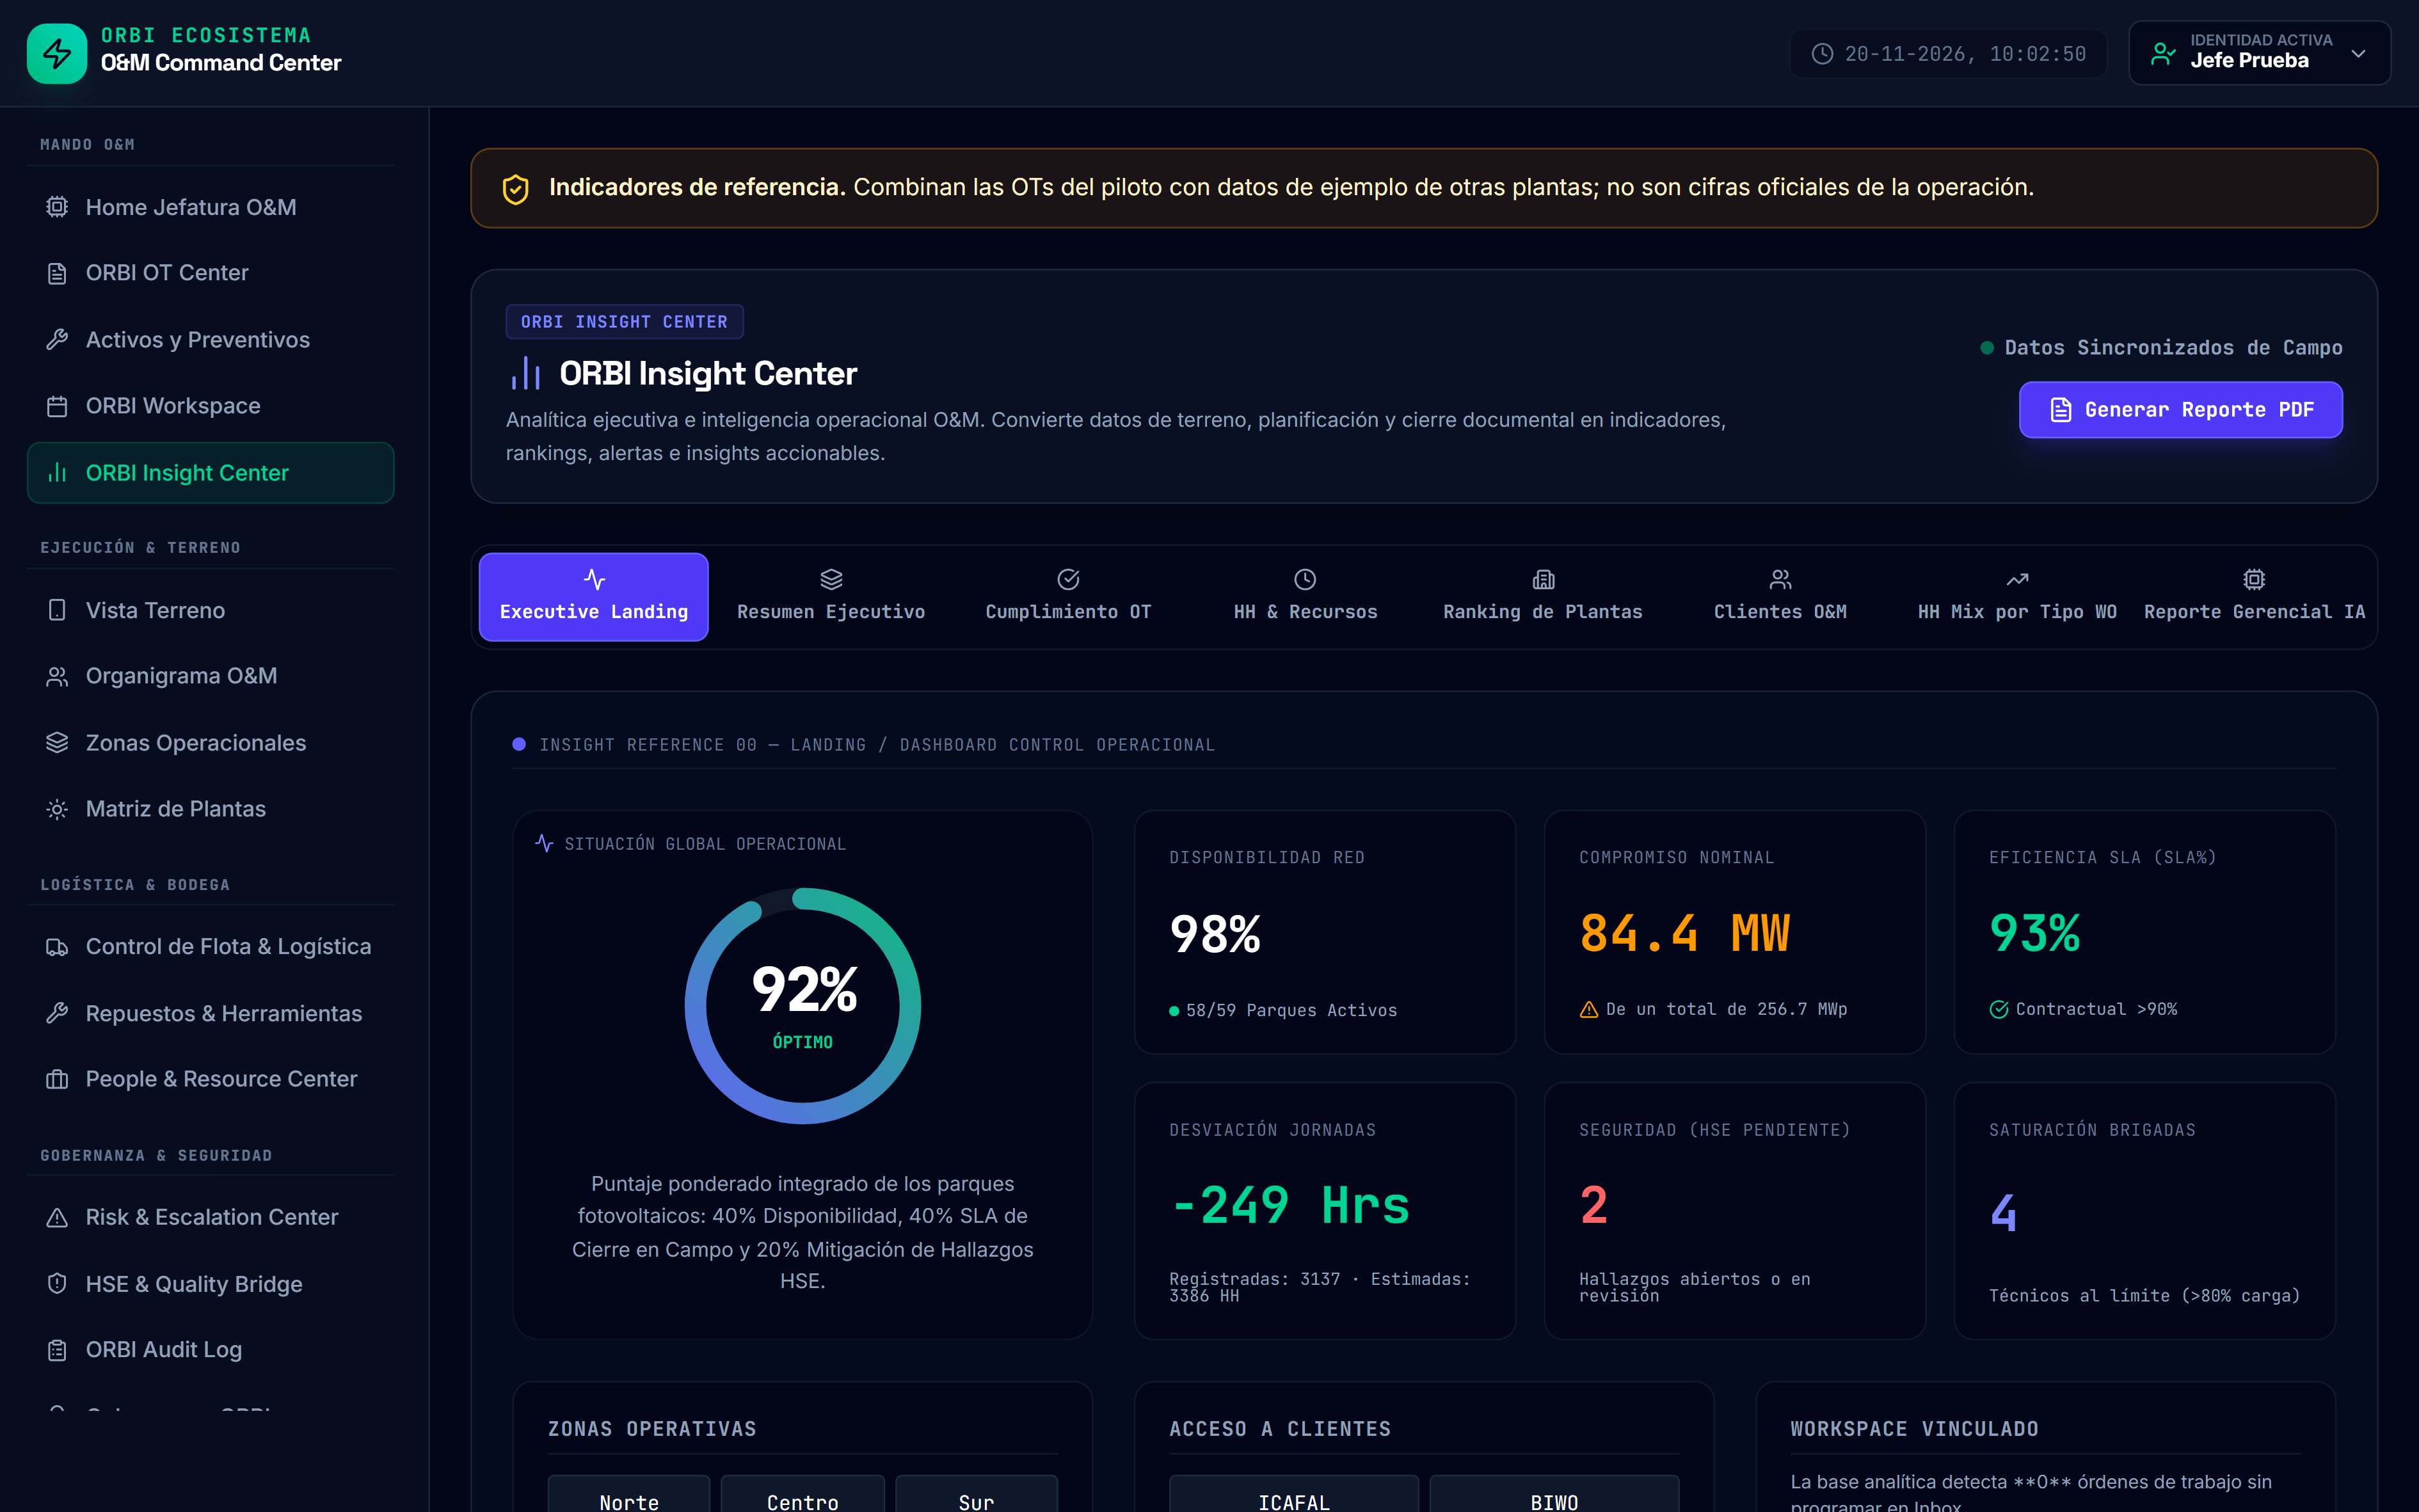 ORBI ECOSISTEMA
O&M Command Center
20-11-2026, 10:02:50
IDENTIDAD ACTIVA
Jefe Prueba
MANDO O&M
Home Jefatura O&M
ORBI OT Center
Activos y Preventivos
ORBI Workspace
ORBI Insight Center
EJECUCIÓN & TERRENO
Vista Terreno
Organigrama O&M
Zonas Operacionales
Matriz de Plantas
LOGÍSTICA & BODEGA
Control de Flota & Logística
Repuestos & Herramientas
People & Resource Center
GOBERNANZA & SEGURIDAD
Risk & Escalation Center
HSE & Quality Bridge
ORBI Audit Log
Indicadores de referencia. Combinan las OTs del piloto con datos de ejemplo de otras plantas; no son cifras oficiales de la operación.
ORBI INSIGHT CENTER
ORBI Insight Center
Analítica ejecutiva e inteligencia operacional O&M. Convierte datos de terreno, planificación y cierre documental en indicadores,
rankings, alertas e insights accionables.
Datos Sincronizados de Campo
Generar Reporte PDF
Executive Landing
Resumen Ejecutivo
Cumplimiento OT
HH & Recursos
Ranking de Plantas
Clientes O&M
HH Mix por Tipo WO
Reporte Gerencial IA
INSIGHT REFERENCE 00 — LANDING / DASHBOARD CONTROL OPERACIONAL
SITUACIÓN GLOBAL OPERACIONAL
92%
ÓPTIMO
Puntaje ponderado integrado de los parques
fotovoltaicos: 40% Disponibilidad, 40% SLA de
Cierre en Campo y 20% Mitigación de Hallazgos
HSE.
DISPONIBILIDAD RED
98%
58/59 Parques Activos
COMPROMISO NOMINAL
84.4 MW
De un total de 256.7 MWp
EFICIENCIA SLA (SLA%)
93%
Contractual >90%
DESVIACIÓN JORNADAS
-249 Hrs
Registradas: 3137 · Estimadas:
3386 HH
SEGURIDAD (HSE PENDIENTE)
2
Hallazgos abiertos o en
revisión
SATURACIÓN BRIGADAS
4
Técnicos al límite (>80% carga)
ZONAS OPERATIVAS
Norte
Centro
Sur
ACCESO A CLIENTES
ICAFAL
BIWO
WORKSPACE VINCULADO
La base analítica detecta **0** órdenes de trabajo sin
programar en Inbox